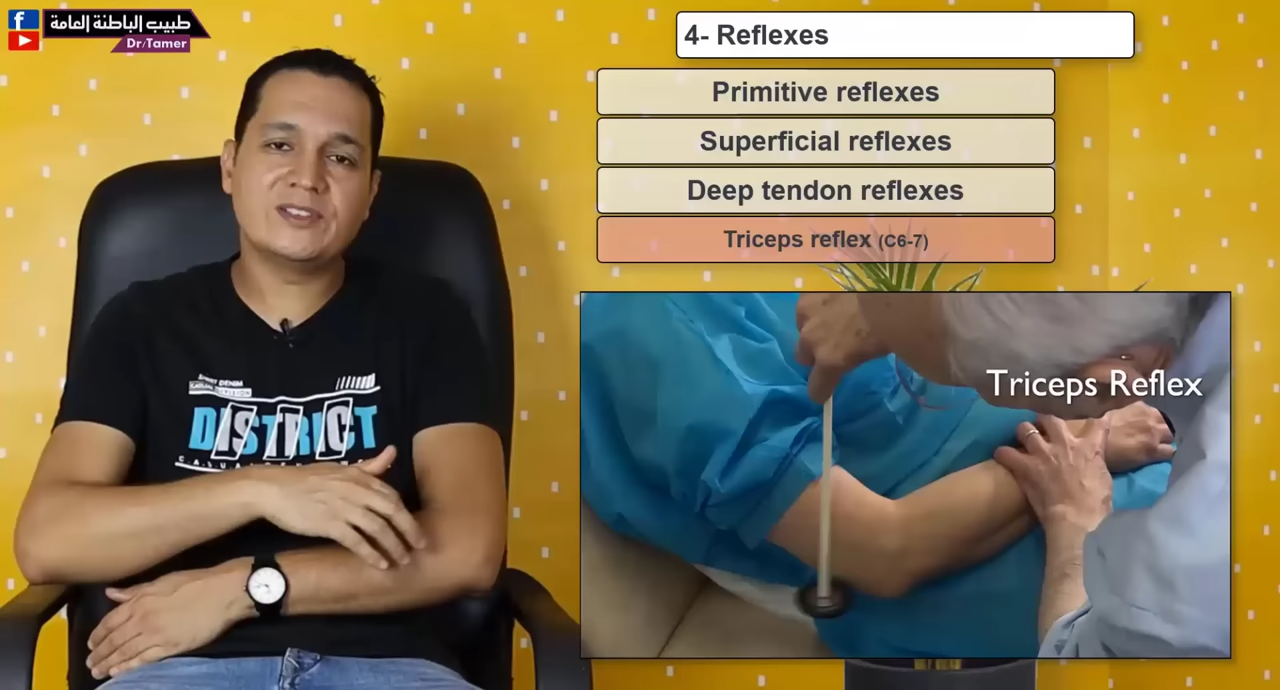 طبيب الباطنة العامة
Dr/Tamer
4- Reflexes
Primitive reflexes
Superficial reflexes
Deep tendon reflexes
Triceps reflex (C6-7)
Triceps Reflex
DISTRICT